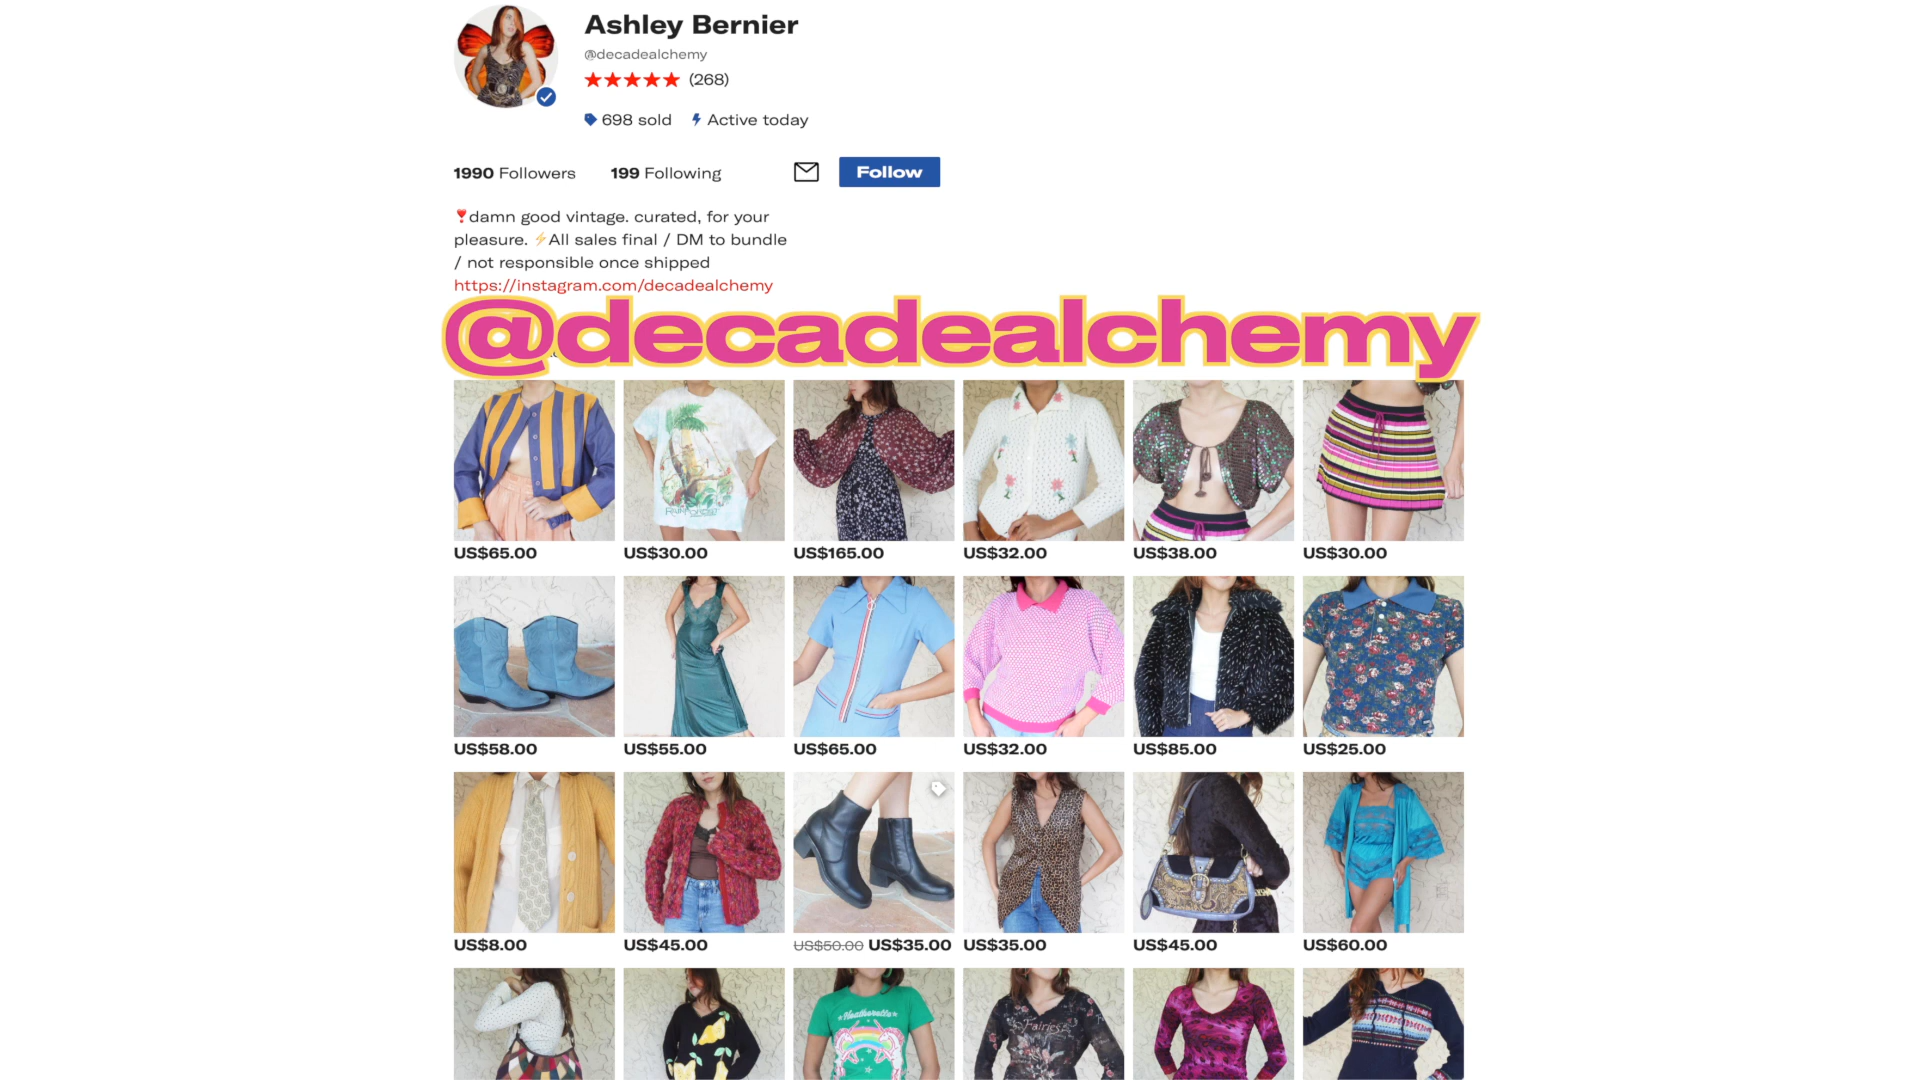 Ashley Bernier
@decadealchemy
(268)
698 sold Active today
1990 Followers 199 Following Follow
❣️damn good vintage. curated, for your
pleasure. ⚡All sales final / DM to bundle
/ not responsible once shipped
https://instagram.com/decadealchemy
@decadealchemy
RAINFOREST
US$65.00 US$30.00 US$165.00 US$32.00 US$38.00 US$30.00
US$58.00 US$55.00 US$65.00 US$32.00 US$85.00 US$25.00
US$8.00 US$45.00 US$50.00 US$35.00 US$35.00 US$45.00 US$60.00
Heatherette
Fairies